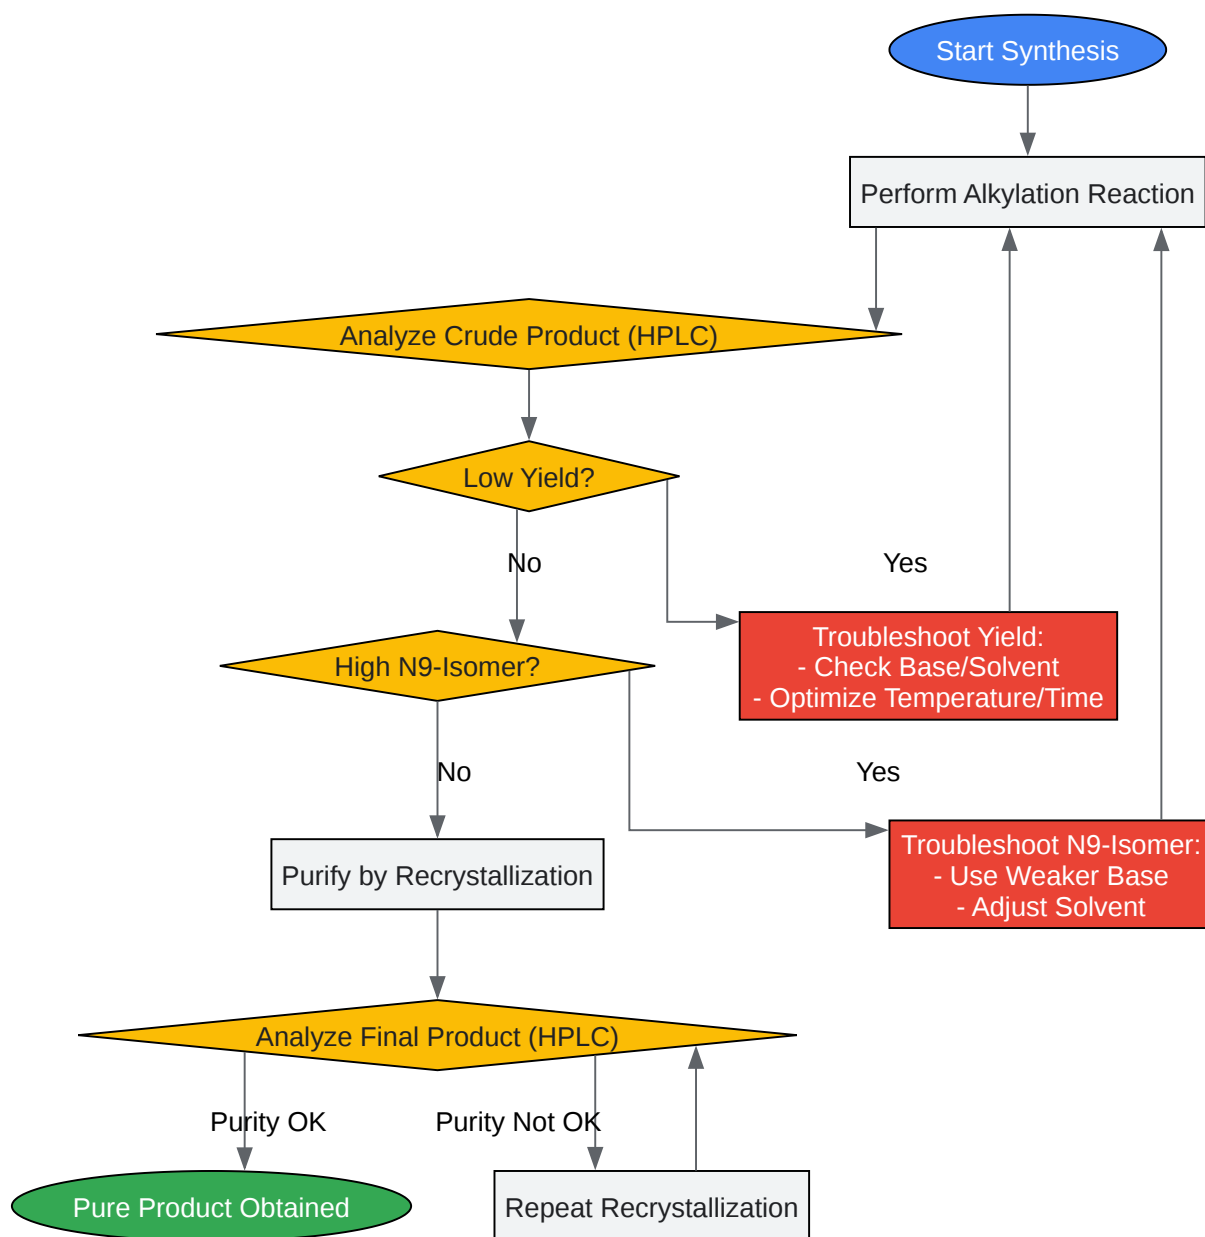 Start Synthesis
Perform Alkylation Reaction
Analyze Crude Product (HPLC)
Low Yield?
No
Yes
Troubleshoot Yield:
- Check Base/Solvent
- Optimize Temperature/Time
High N9-Isomer?
No
Yes
Troubleshoot N9-Isomer:
- Use Weaker Base
- Adjust Solvent
Purify by Recrystallization
Analyze Final Product (HPLC)
Purity OK
Purity Not OK
Pure Product Obtained
Repeat Recrystallization